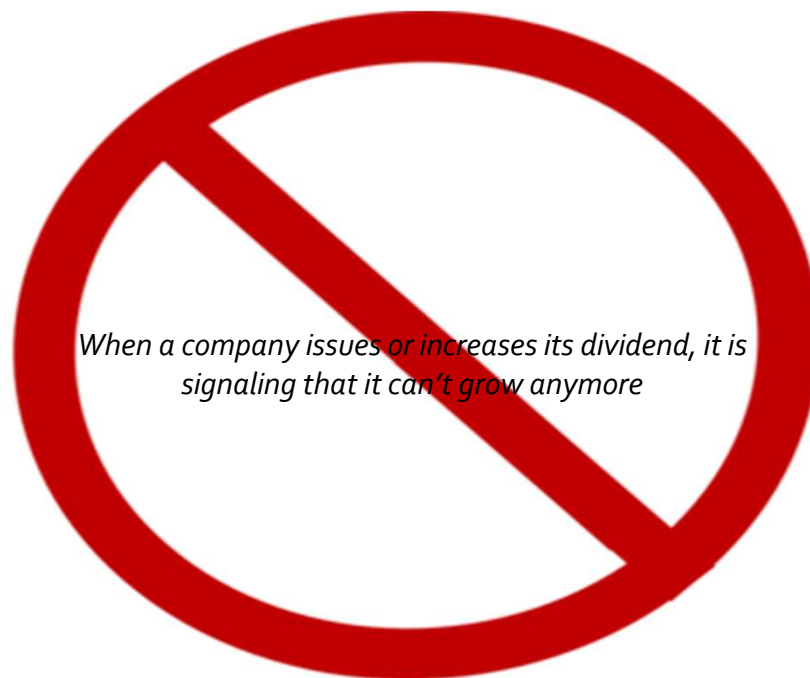 When a company issues or increases its dividend, it is
signaling that it can’t grow anymore